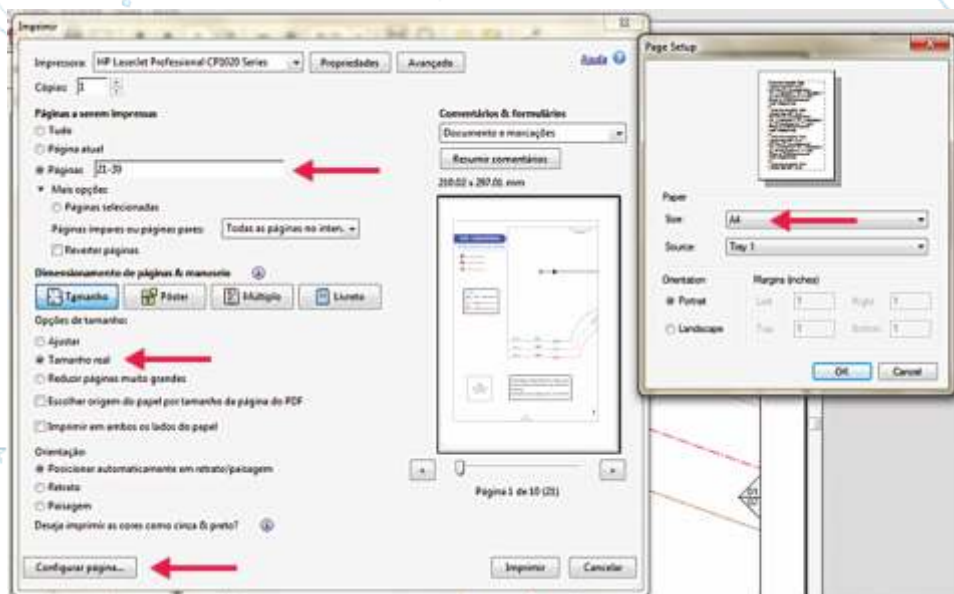 Imprimir
Impressora: HP LaserJet Professional CP1020 Series Propriedades Avançado Ajuda
Cópias: 1
Páginas a serem impressas
Tudo
Página atual
Páginas 21-30
Mais opções
Páginas selecionadas
Páginas ímpares ou páginas pares: Todas as páginas no interv.
Reverter páginas
Dimensionamento de páginas & manuseio
Tamanho Pôster Múltiplo Livreto
Opções de tamanho:
Ajustar
Tamanho real
Reduzir páginas muito grandes
Escolher origem do papel por tamanho da página do PDF
Imprimir em ambos os lados do papel
Orientação:
Posicionar automaticamente em retrato/paisagem
Retrato
Paisagem
Deseja imprimir as cores como cinza & preto?
Configurar página...
Comentários & formulários
Documento e marcações
Resumir comentários
210.02 x 297.01 mm
Página 1 de 10 (21)
Imprimir Cancelar
Page Setup
Paper
Size: A4
Source: Tray 1
Orientation
Portrait
Landscape
Margins (inches)
Left: 1 Right: 1
Top: 1 Bottom: 1
OK Cancel